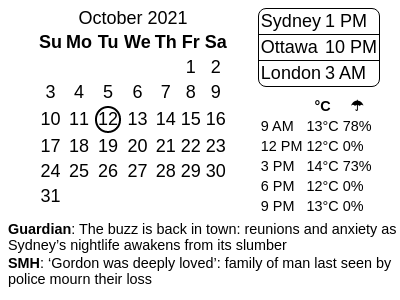 October 2021
Su Mo Tu We Th Fr Sa
1 2
3 4 5 6 7 8 9
10 11 12 13 14 15 16
17 18 19 20 21 22 23
24 25 26 27 28 29 30
31
Sydney 1 PM
Ottawa 10 PM
London 3 AM
°C ☂
9 AM 13°C 78%
12 PM 12°C 0%
3 PM 14°C 73%
6 PM 12°C 0%
9 PM 13°C 0%
Guardian: The buzz is back in town: reunions and anxiety as
Sydney’s nightlife awakens from its slumber
SMH: ‘Gordon was deeply loved’: family of man last seen by
police mourn their loss